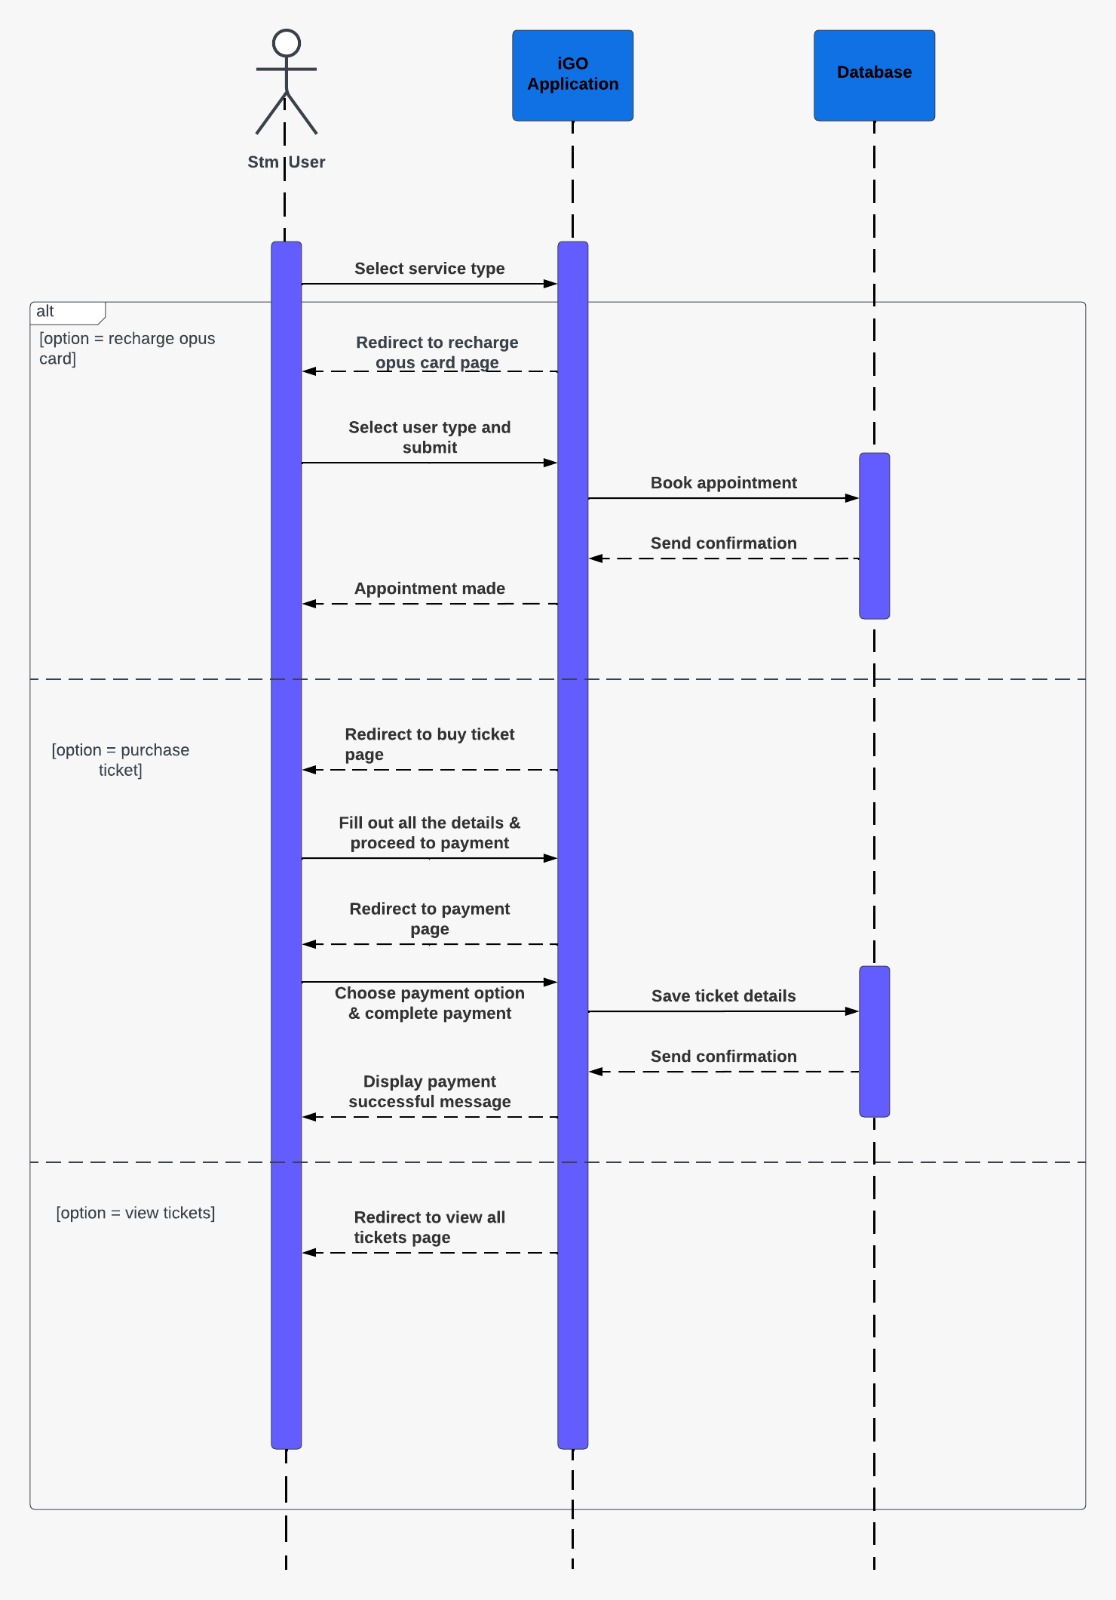 iGO
Application
Database
Stm User
Select service type
alt
[option = recharge opus
card]
Redirect to recharge
opus card page
Select user type and
submit
Book appointment
Send confirmation
Appointment made
Redirect to buy ticket
page
[option = purchase
ticket]
Fill out all the details &
proceed to payment
Redirect to payment
page
Choose payment option
& complete payment
Save ticket details
Send confirmation
Display payment
successful message
[option = view tickets]
Redirect to view all
tickets page